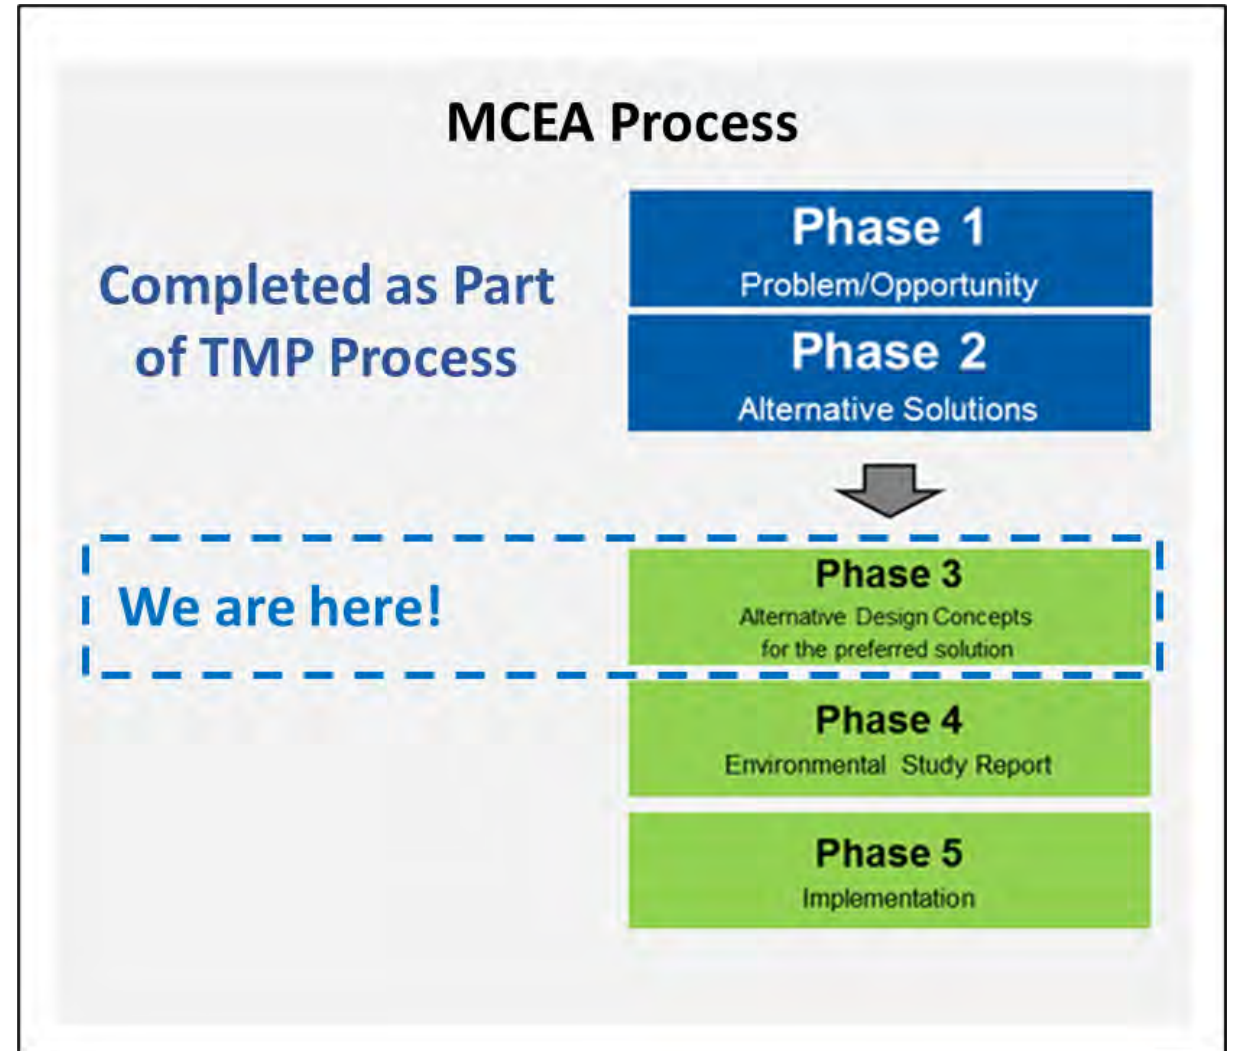 MCEA Process
Completed as Part
of TMP Process
Phase 1
Problem/Opportunity
Phase 2
Alternative Solutions
We are here!
Phase 3
Alternative Design Concepts
for the preferred solution
Phase 4
Environmental Study Report
Phase 5
Implementation